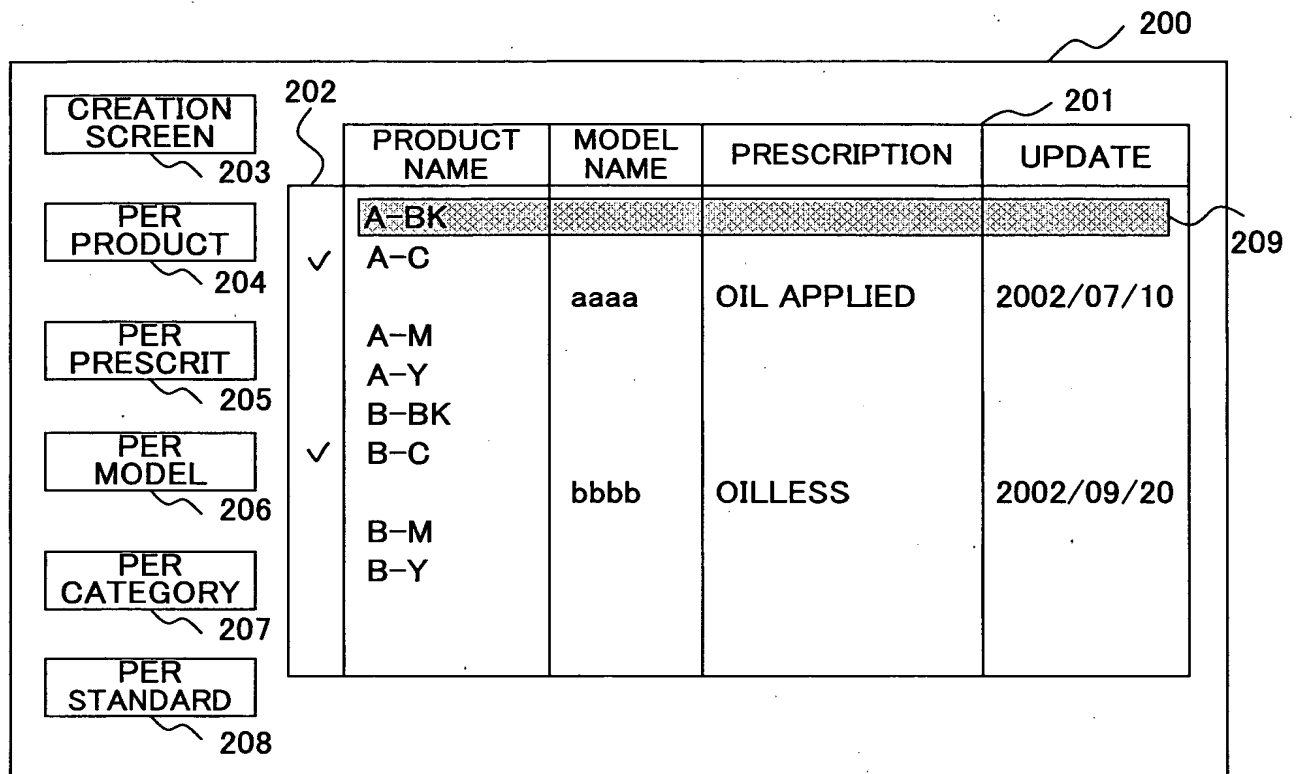 200
CREATION
SCREEN
203
PER
PRODUCT
204
PER
PRESCRIT
205
PER
MODEL
206
PER
CATEGORY
207
PER
STANDARD
208
202
201
PRODUCT NAME MODEL NAME PRESCRIPTION UPDATE
A-BK
209
✓ A-C
aaaa OIL APPLIED 2002/07/10
A-M
A-Y
B-BK
✓ B-C
bbbb OILLESS 2002/09/20
B-M
B-Y